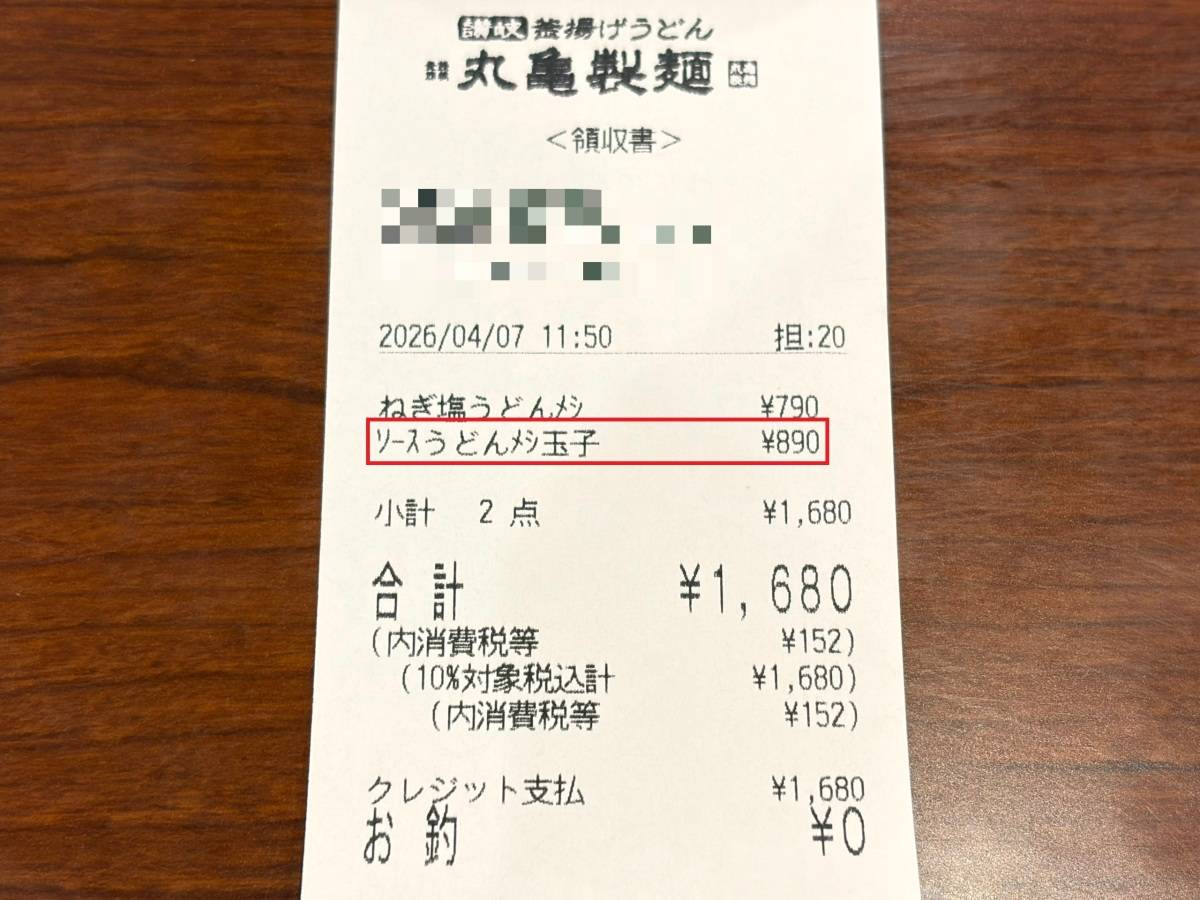 讃岐 釜揚げうどん
丸亀製麺
<領収書>
2026/04/07 11:50 担:20
ねぎ塩うどんﾒｼ ¥790
ｿｰｽうどんﾒｼ玉子 ¥890
小計 2 点 ¥1,680
合計 ¥1,680
(内消費税等 ¥152)
(10%対象税込計 ¥1,680)
(内消費税等 ¥152)
クレジット支払 ¥1,680
お釣 ¥0